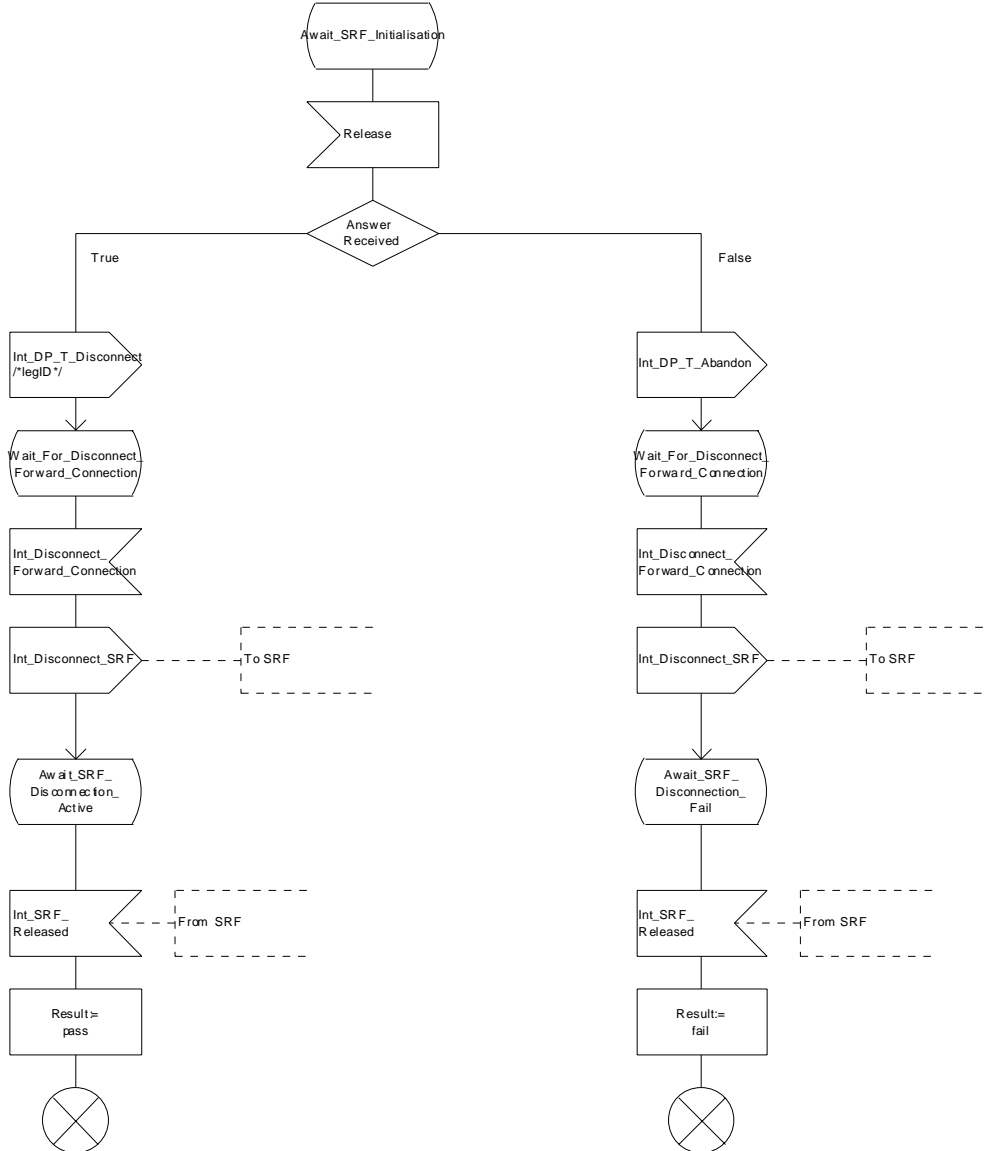 Await_SRF_Initialisation
Release
Answer
Received
True
False
Int_DP_T_Disconnect
/*legID*/
Int_DP_T_Abandon
Wait_For_Disconnect_
Forward_Connection
Wait_For_Disconnect_
Forward_Connection
Int_Disconnect_
Forward_Connection
Int_Disconnect_
Forward_Connection
Int_Disconnect_SRF
To SRF
Int_Disconnect_SRF
To SRF
Await_SRF_
Disconnection_
Active
Await_SRF_
Disconnection_
Fail
Int_SRF_
Released
From SRF
Int_SRF_
Released
From SRF
Result:=
pass
Result:=
fail